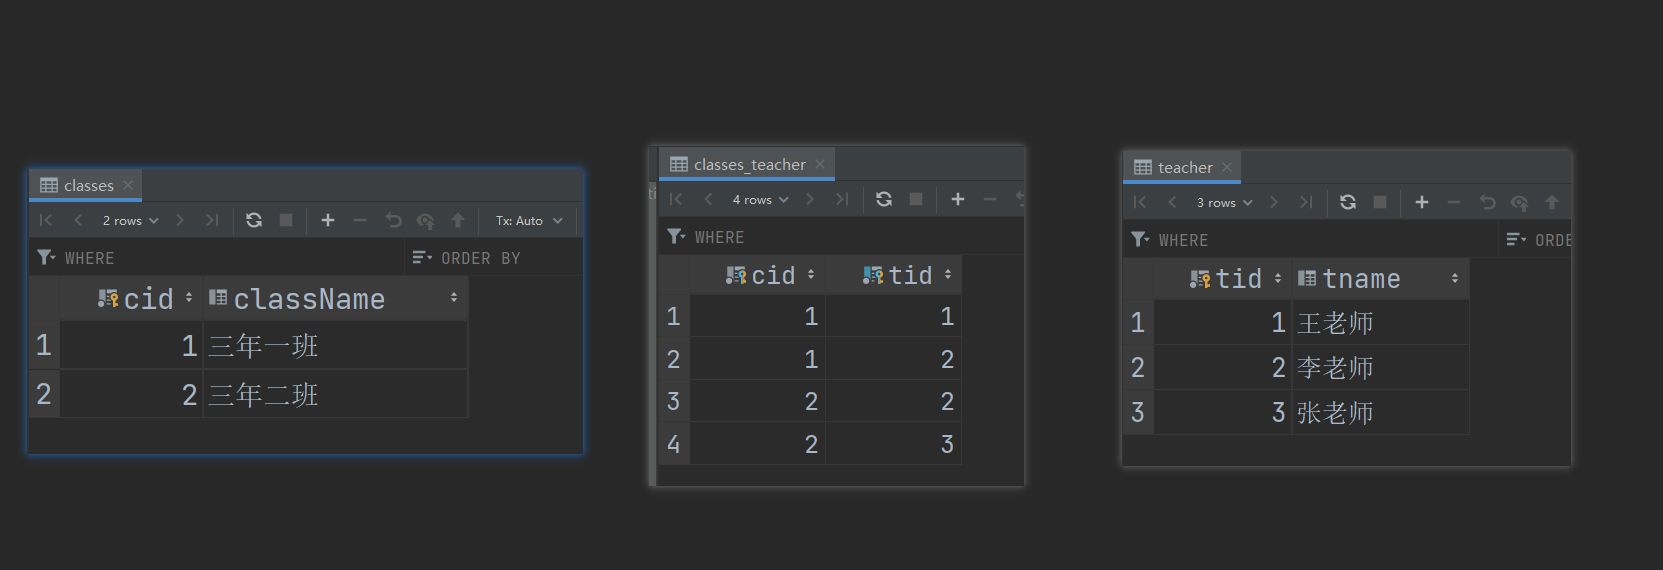 classes
2 rows
Tx: Auto
WHERE
ORDER BY
cid className
1 1 三年一班
2 2 三年二班
classes_teacher
ti
4 rows
WHERE
cid tid
1 1 1
2 1 2
3 2 2
4 2 3
teacher
3 rows
WHERE
ORDE
tid tname
1 1 王老师
2 2 李老师
3 3 张老师